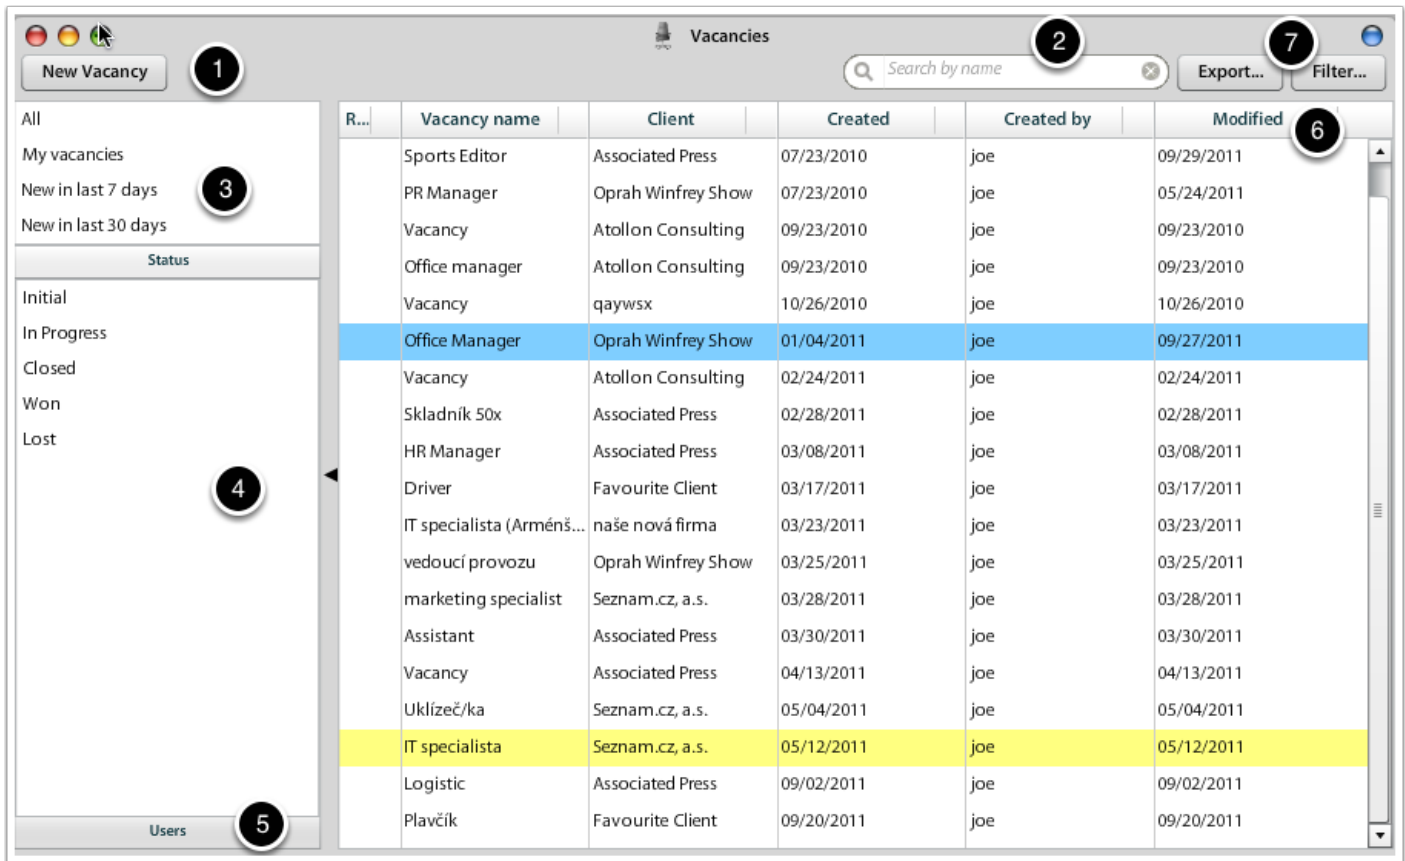 Vacancies
New Vacancy 1
2
7
Search by name
Export...
Filter...
All
My vacancies
New in last 7 days
3
New in last 30 days
Status
Initial
In Progress
Closed
Won
Lost
4
Users
5
R... Vacancy name Client Created Created by Modified 6
Sports Editor Associated Press 07/23/2010 joe 09/29/2011
PR Manager Oprah Winfrey Show 07/23/2010 joe 05/24/2011
Vacancy Atollon Consulting 09/23/2010 joe 09/23/2010
Office manager Atollon Consulting 09/23/2010 joe 09/23/2010
Vacancy qaywsx 10/26/2010 joe 10/26/2010
Office Manager Oprah Winfrey Show 01/04/2011 joe 09/27/2011
Vacancy Atollon Consulting 02/24/2011 joe 02/24/2011
Skladník 50x Associated Press 02/28/2011 joe 02/28/2011
HR Manager Associated Press 03/08/2011 joe 03/08/2011
Driver Favourite Client 03/17/2011 joe 03/17/2011
IT specialista (Arménš... naše nová firma 03/23/2011 joe 03/23/2011
vedoucí provozu Oprah Winfrey Show 03/25/2011 joe 03/25/2011
marketing specialist Seznam.cz, a.s. 03/28/2011 joe 03/28/2011
Assistant Associated Press 03/30/2011 joe 03/30/2011
Vacancy Associated Press 04/13/2011 joe 04/13/2011
Uklízeč/ka Seznam.cz, a.s. 05/04/2011 joe 05/04/2011
IT specialista Seznam.cz, a.s. 05/12/2011 joe 05/12/2011
Logistic Associated Press 09/02/2011 joe 09/02/2011
Plavčík Favourite Client 09/20/2011 joe 09/20/2011